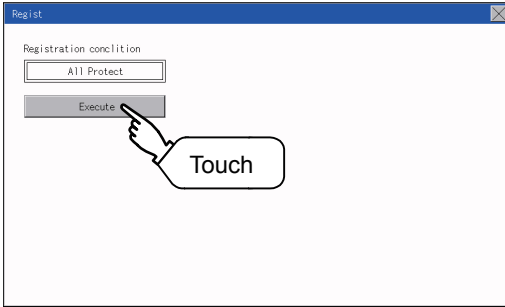 Regist
Registration conclition
All Protect
Execute
Touch